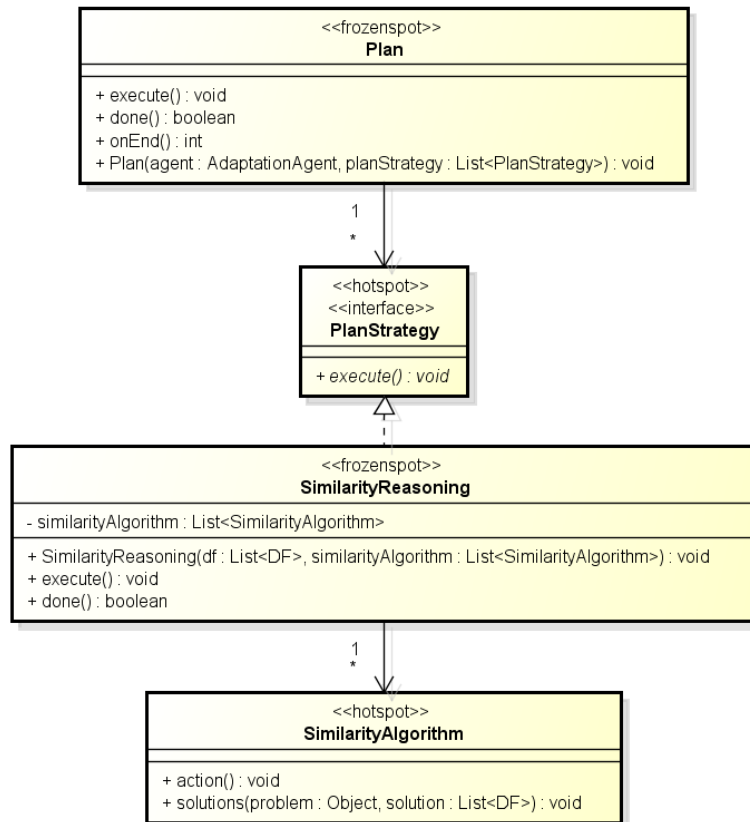 <<frozenspot>>
Plan
+ execute() : void
+ done() : boolean
+ onEnd() : int
+ Plan(agent : AdaptationAgent, planStrategy : List<PlanStrategy>) : void
1
*
<<hotspot>>
<<interface>>
PlanStrategy
+ execute() : void
<<frozenspot>>
SimilarityReasoning
- similarityAlgorithm : List<SimilarityAlgorithm>
+ SimilarityReasoning(df : List<DF>, similarityAlgorithm : List<SimilarityAlgorithm>) : void
+ execute() : void
+ done() : boolean
1
*
<<hotspot>>
SimilarityAlgorithm
+ action() : void
+ solutions(problem : Object, solution : List<DF>) : void